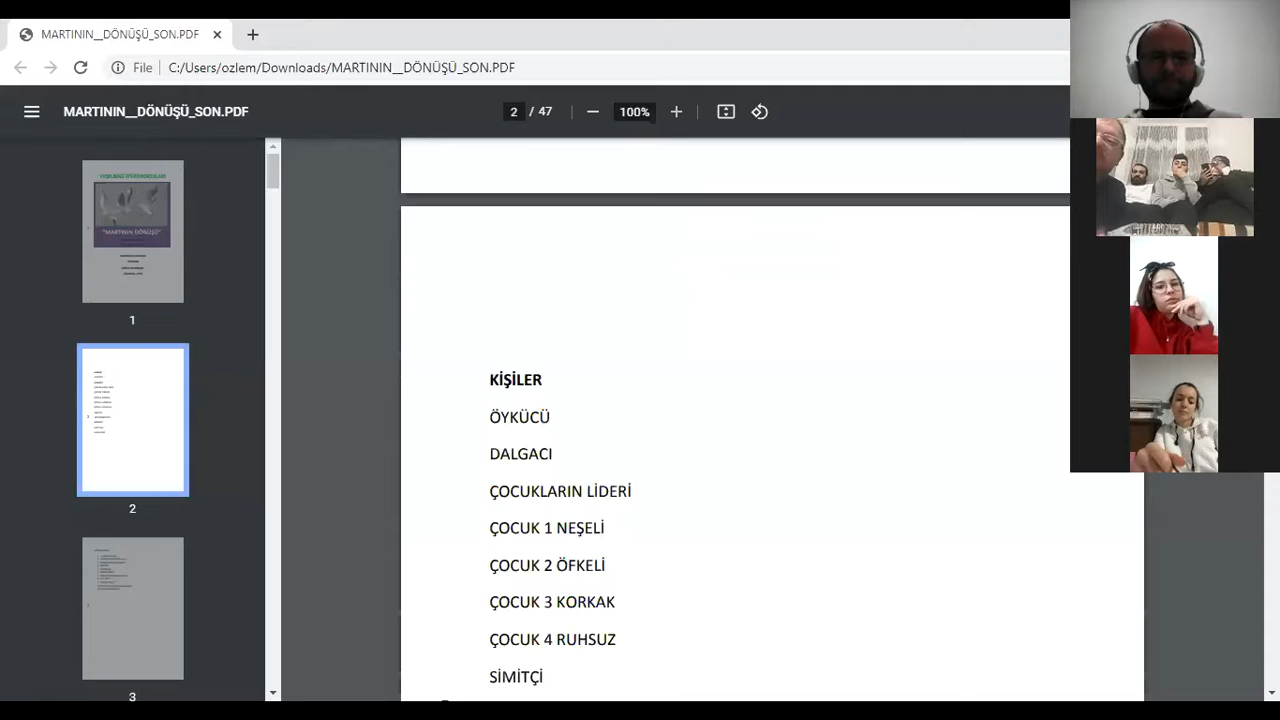 MARTININ__DÖNÜŞÜ_SON.PDF
File
C:/Users/ozlem/Downloads/MARTININ__DÖNÜŞÜ_SON.PDF
MARTININ__DÖNÜŞÜ_SON.PDF
2 / 47
100%
"MARTININ DÖNÜŞÜ"
1
2
3
KİŞİLER
ÖYKÜCÜ
DALGACI
ÇOCUKLARIN LİDERİ
ÇOCUK 1 NEŞELİ
ÇOCUK 2 ÖFKELİ
ÇOCUK 3 KORKAK
ÇOCUK 4 RUHSUZ
SİMİTÇİ